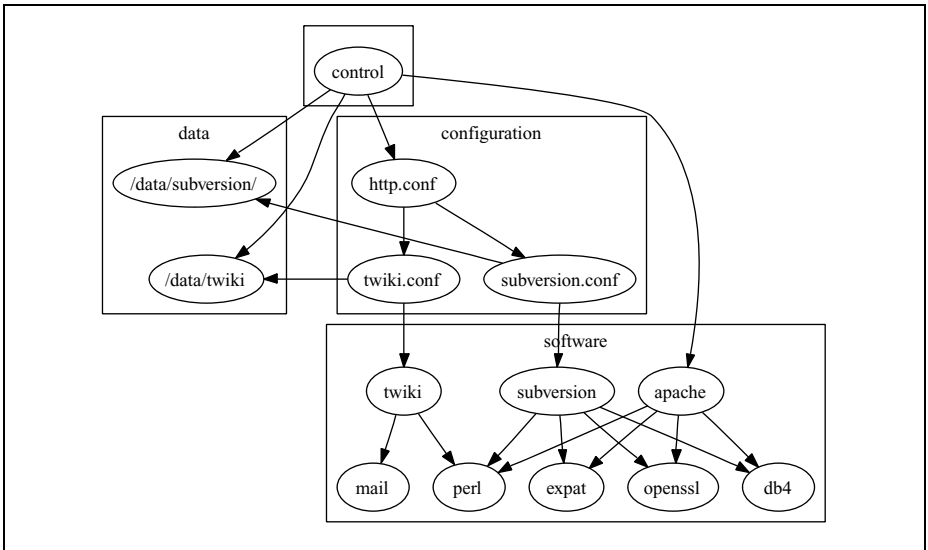 control
data
configuration
/data/subversion/
http.conf
/data/twiki
twiki.conf
subversion.conf
software
twiki
subversion
apache
mail
perl
expat
openssl
db4